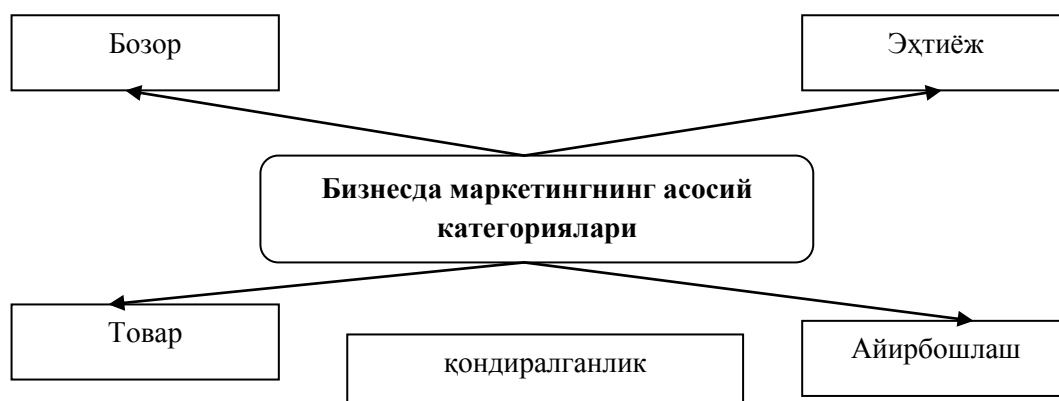 Бозор
Эҳтиёж
Бизнесда маркетингнинг асосий
категориялари
Товар
қондиралганлик
Айирбошлаш